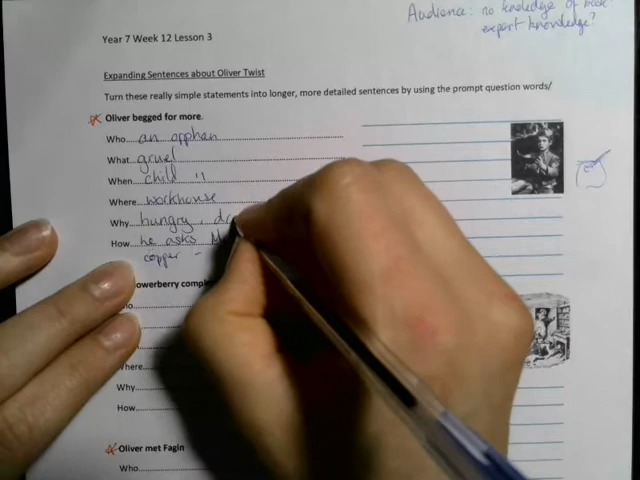 Audience: no knowledge of book
expert knowledge?
Year 7 Week 12 Lesson 3
Expanding Sentences about Oliver Twist
Turn these really simple statements into longer, more detailed sentences by using the prompt question words/
Oliver begged for more.
Who... an orphan
What... gruel
When... child
Where... workhouse
Why... hungry, dr
How... he asks
copper -
owerberry compl
Where...
Why...
How...
Oliver met Fagin
Who...